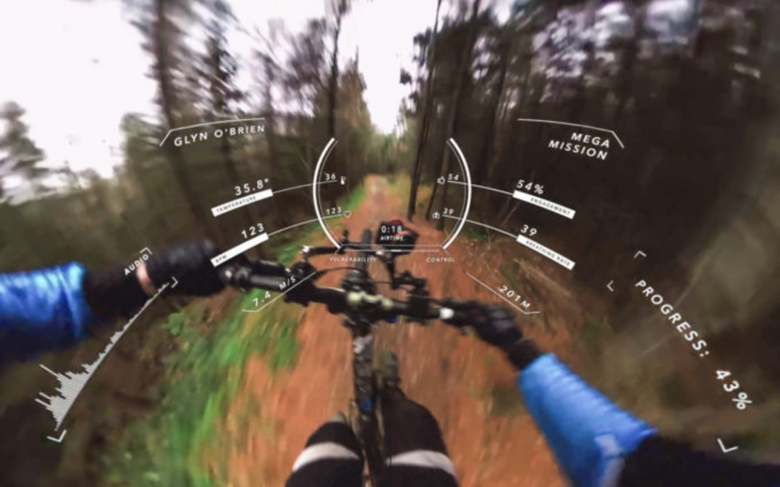 GLYN O'BRIEN
MEGA
MISSION
35.8°
TEMPERATURE
36
54
54%
ENGAGEMENT
123
BPM
123
39
39
BREATHING RATE
0:18
AIRTIME
VULNERABILITY
CONTROL
AUDIO
7.4 M/S
201M
PROGRESS: 43%